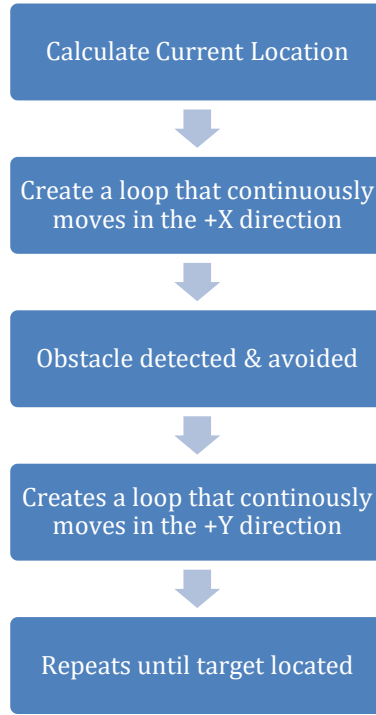 Calculate Current Location
Create a loop that continuously
moves in the +X direction
Obstacle detected & avoided
Creates a loop that continously
moves in the +Y direction
Repeats until target located